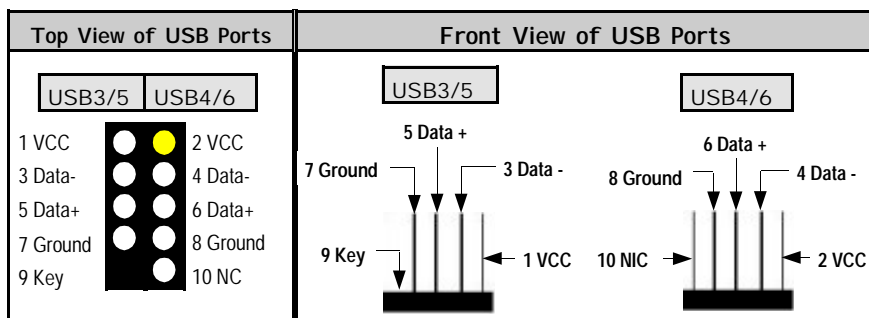 Top View of USB Ports
Front View of USB Ports
USB3/5 USB4/6
1 VCC 2 VCC
3 Data- 4 Data-
5 Data+ 6 Data+
7 Ground 8 Ground
9 Key 10 NC
USB3/5
5 Data +
7 Ground 3 Data -
9 Key 1 VCC
USB4/6
6 Data +
8 Ground 4 Data -
10 NIC 2 VCC